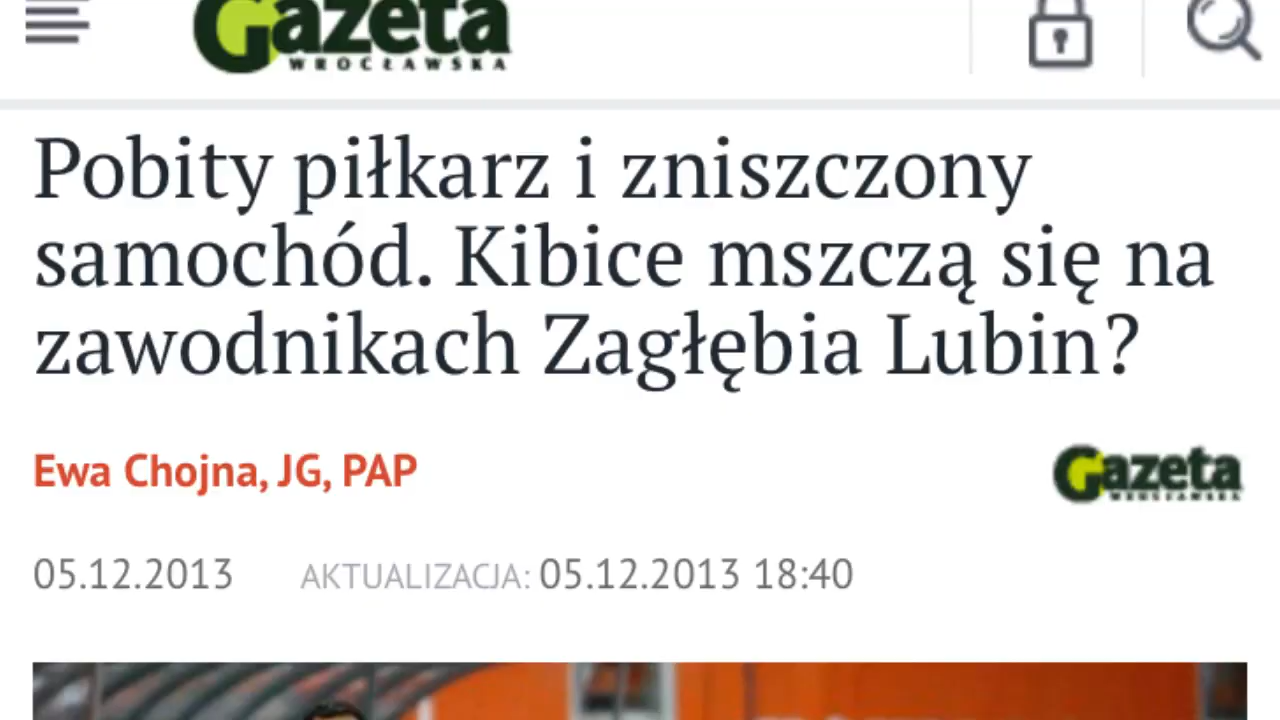 Gazeta
WROCŁAWSKA
Pobity piłkarz i zniszczony
samochód. Kibice mszczą się na
zawodnikach Zagłębia Lubin?
Ewa Chojna, JG, PAP
Gazeta
WROCŁAWSKA
05.12.2013 AKTUALIZACJA: 05.12.2013 18:40